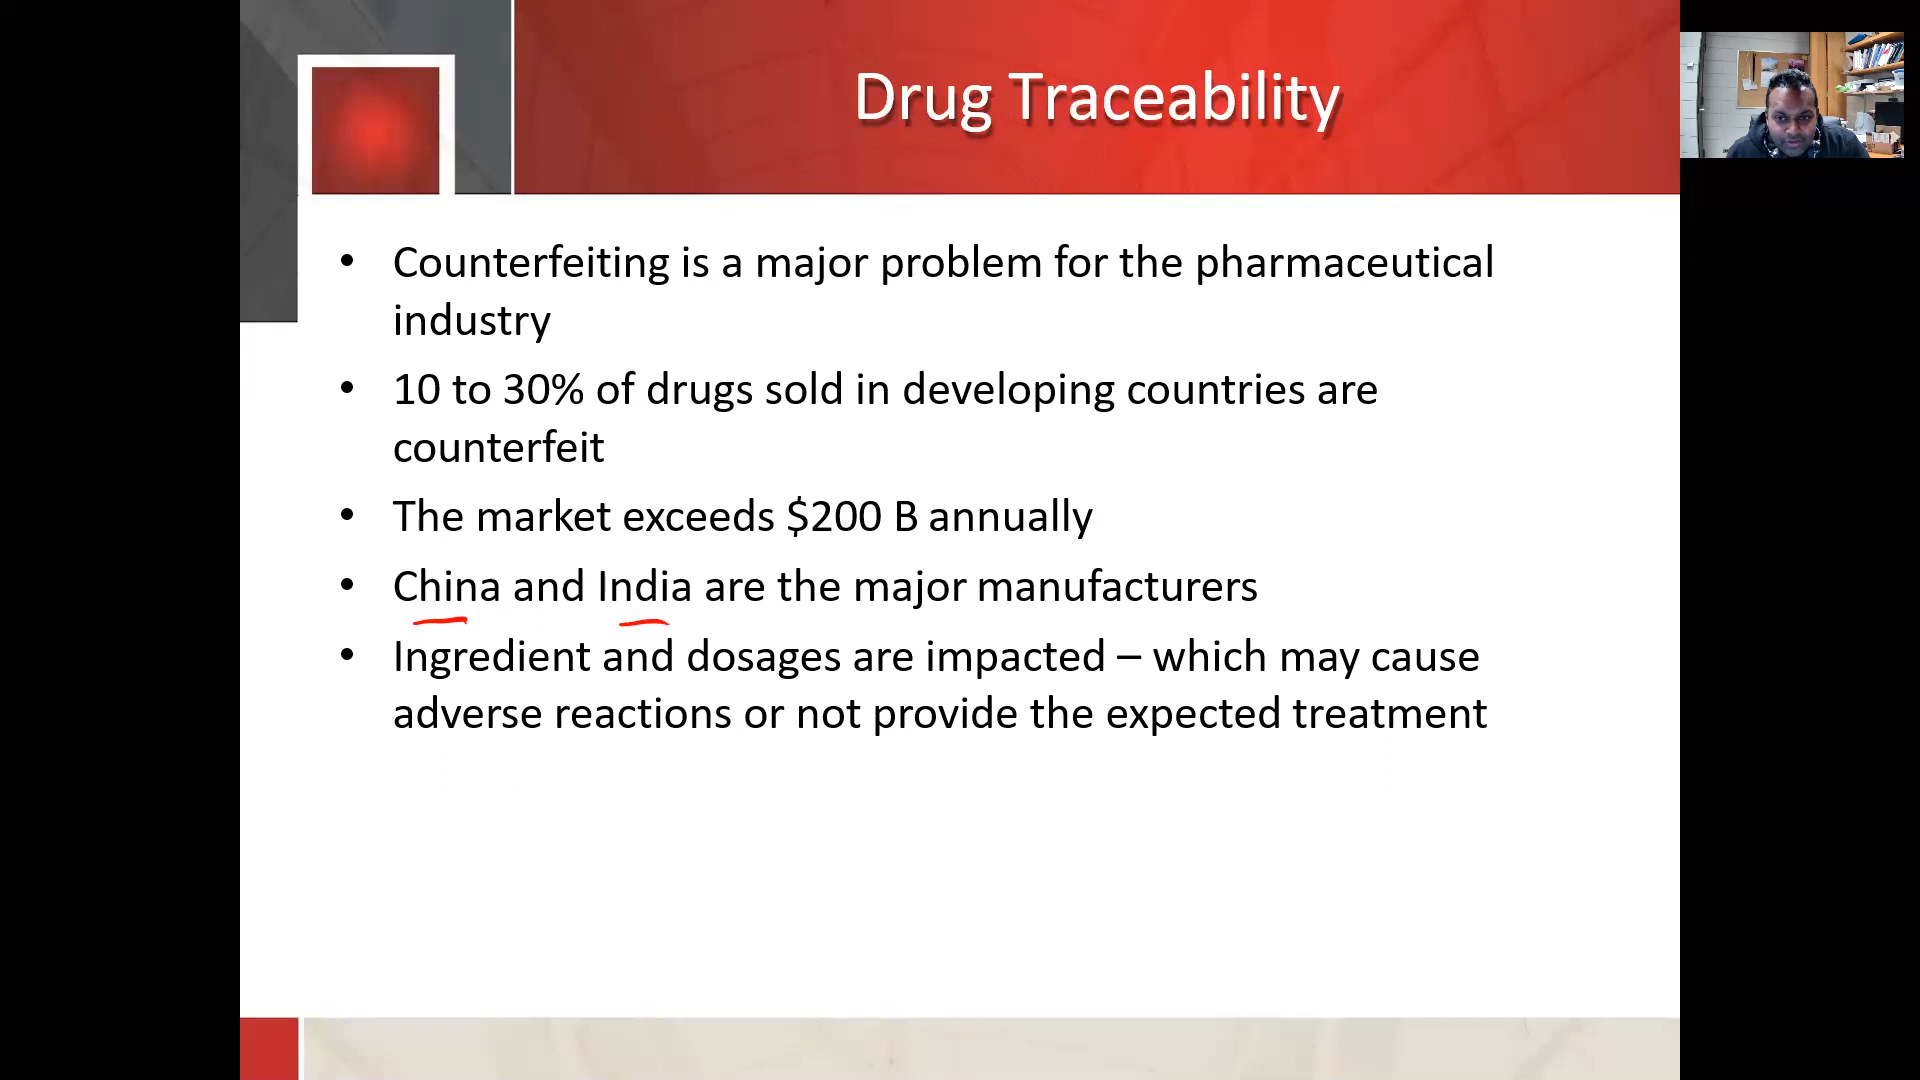 Drug Traceability
• Counterfeiting is a major problem for the pharmaceutical
industry
• 10 to 30% of drugs sold in developing countries are
counterfeit
• The market exceeds $200 B annually
• China and India are the major manufacturers
• Ingredient and dosages are impacted – which may cause
adverse reactions or not provide the expected treatment